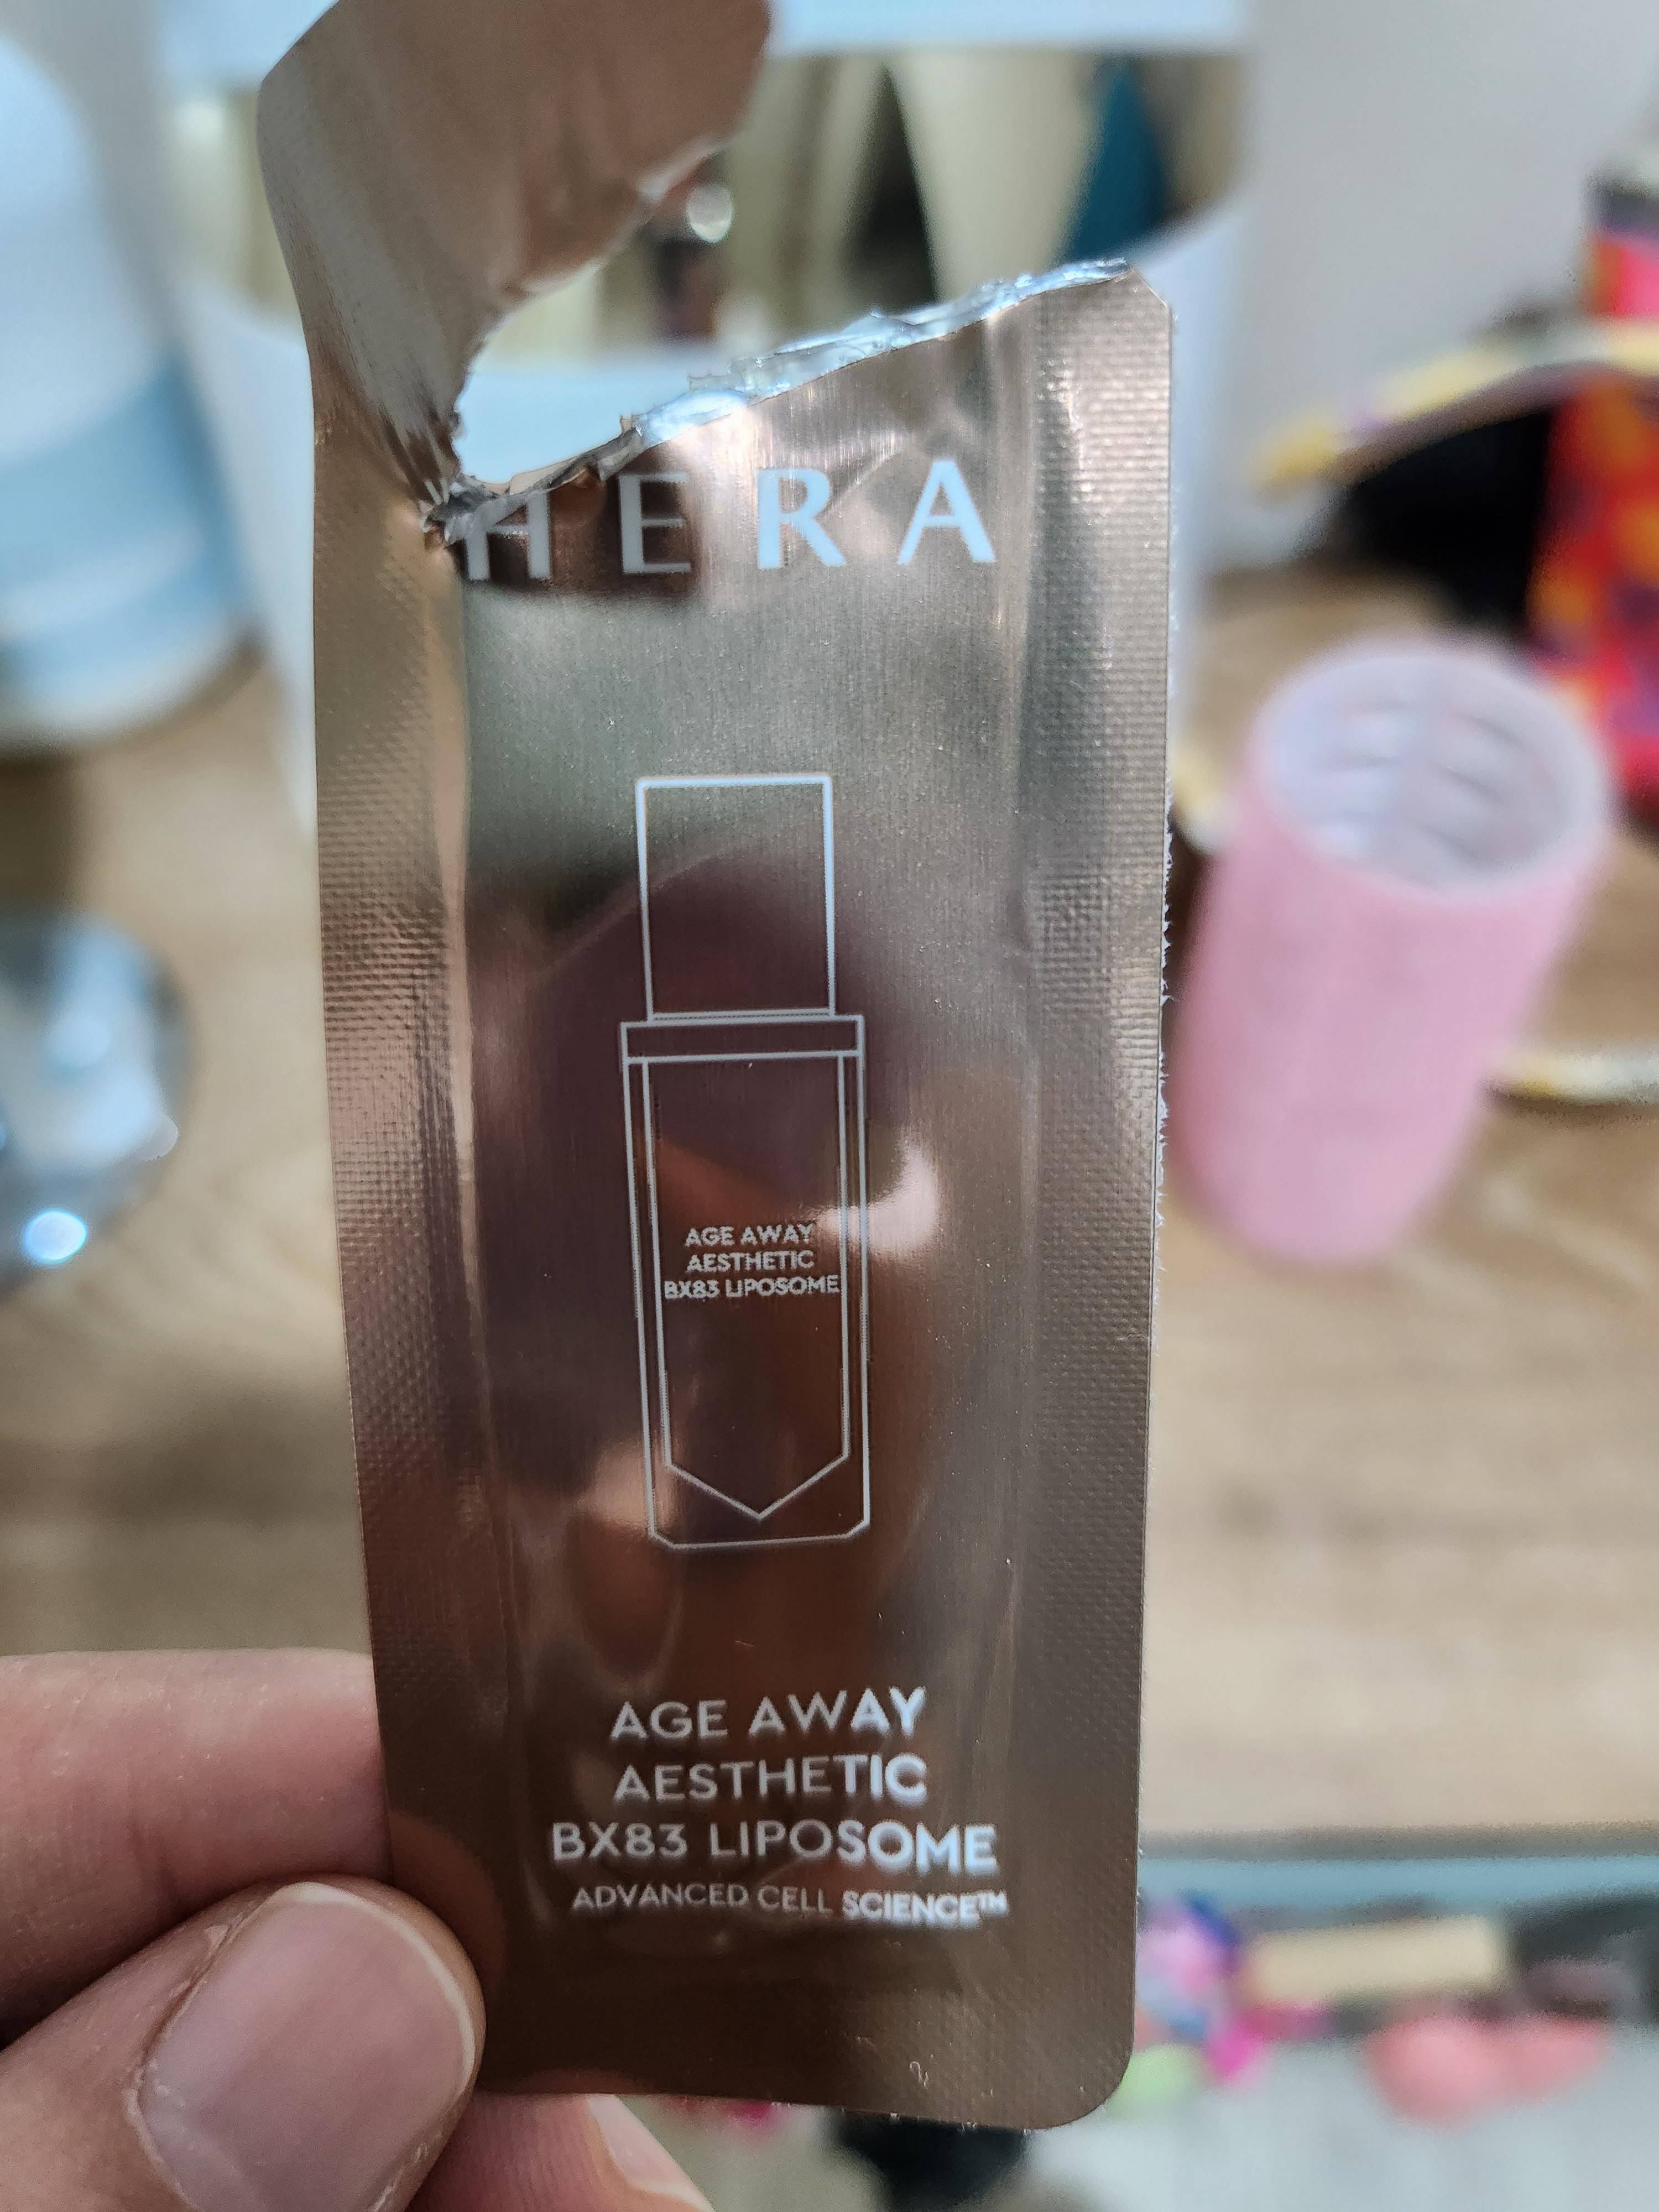 HERA
AGE AWAY
AESTHETIC
BX83 LIPOSOME
AGE AWAY
AESTHETIC
BX83 LIPOSOME
ADVANCED CELL SCIENCE™